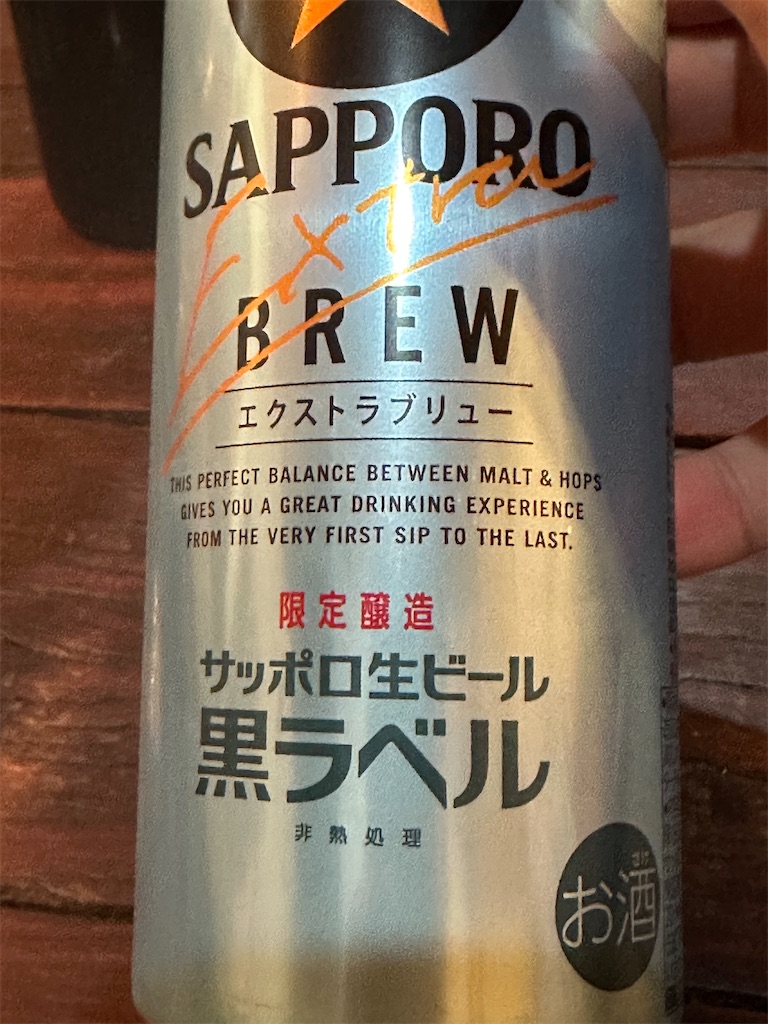 SAPPORO
Extra
BREW
エクストラブリュー
THIS PERFECT BALANCE BETWEEN MALT & HOPS
GIVES YOU A GREAT DRINKING EXPERIENCE
FROM THE VERY FIRST SIP TO THE LAST.
限定醸造
サッポロ生ビール
黒ラベル
非熱処理
さけ
お酒